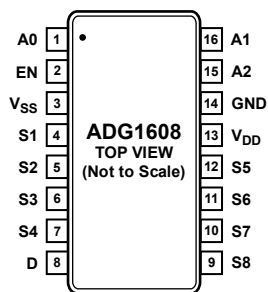 A0 1 16 A1
EN 2 15 A2
VSS 3 14 GND
S1 4 ADG1608 13 VDD
TOP VIEW
S2 5 (Not to Scale) 12 S5
S3 6 11 S6
S4 7 10 S7
D 8 9 S8